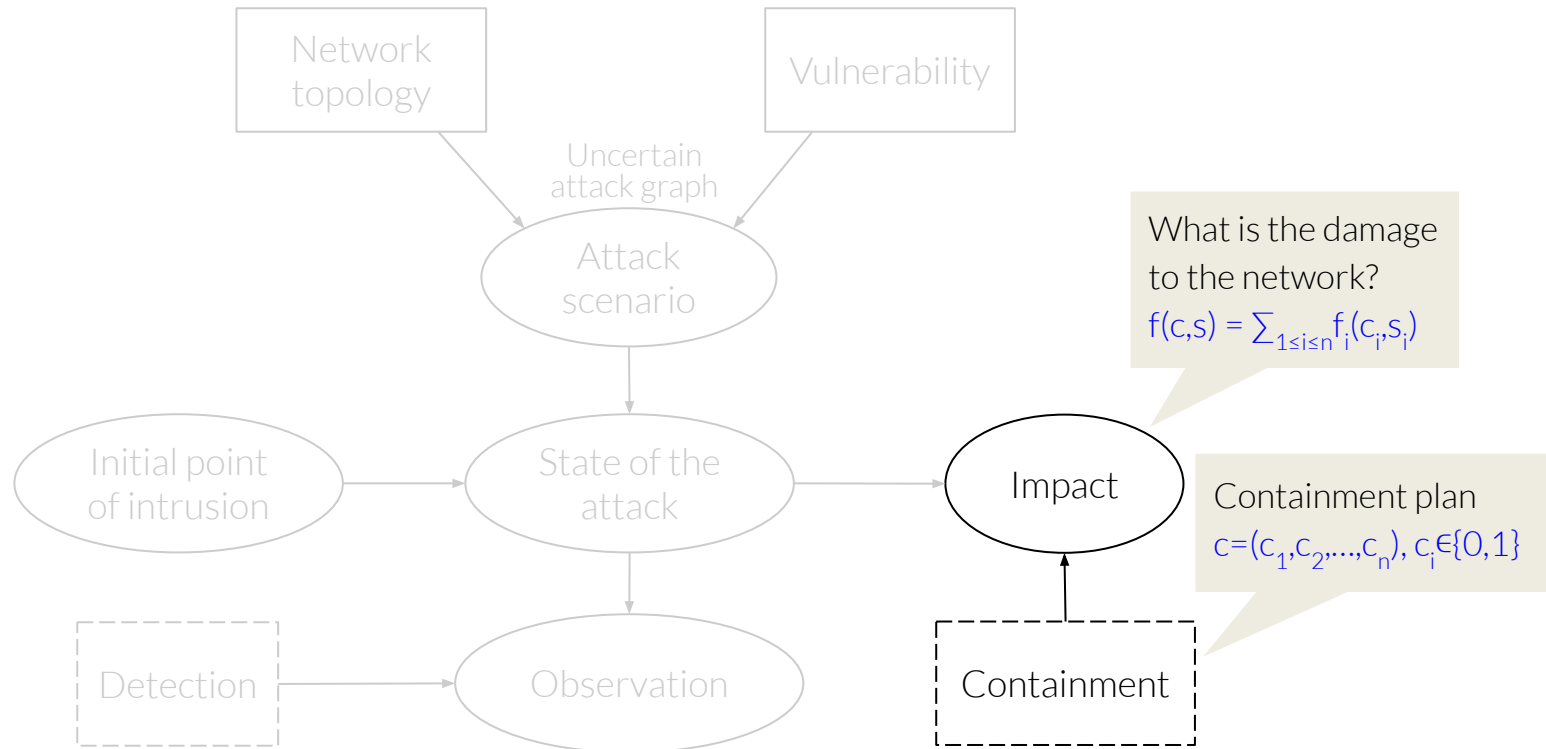 Network
topology
Vulnerability
Uncertain
attack graph
Attack
scenario
What is the damage
to the network?
f(c,s) = ∑₁≤i≤n fᵢ(cᵢ,sᵢ)
Initial point
of intrusion
State of the
attack
Impact
Containment plan
c=(c₁,c₂,...,cₙ), cᵢ∈{0,1}
Detection
Observation
Containment